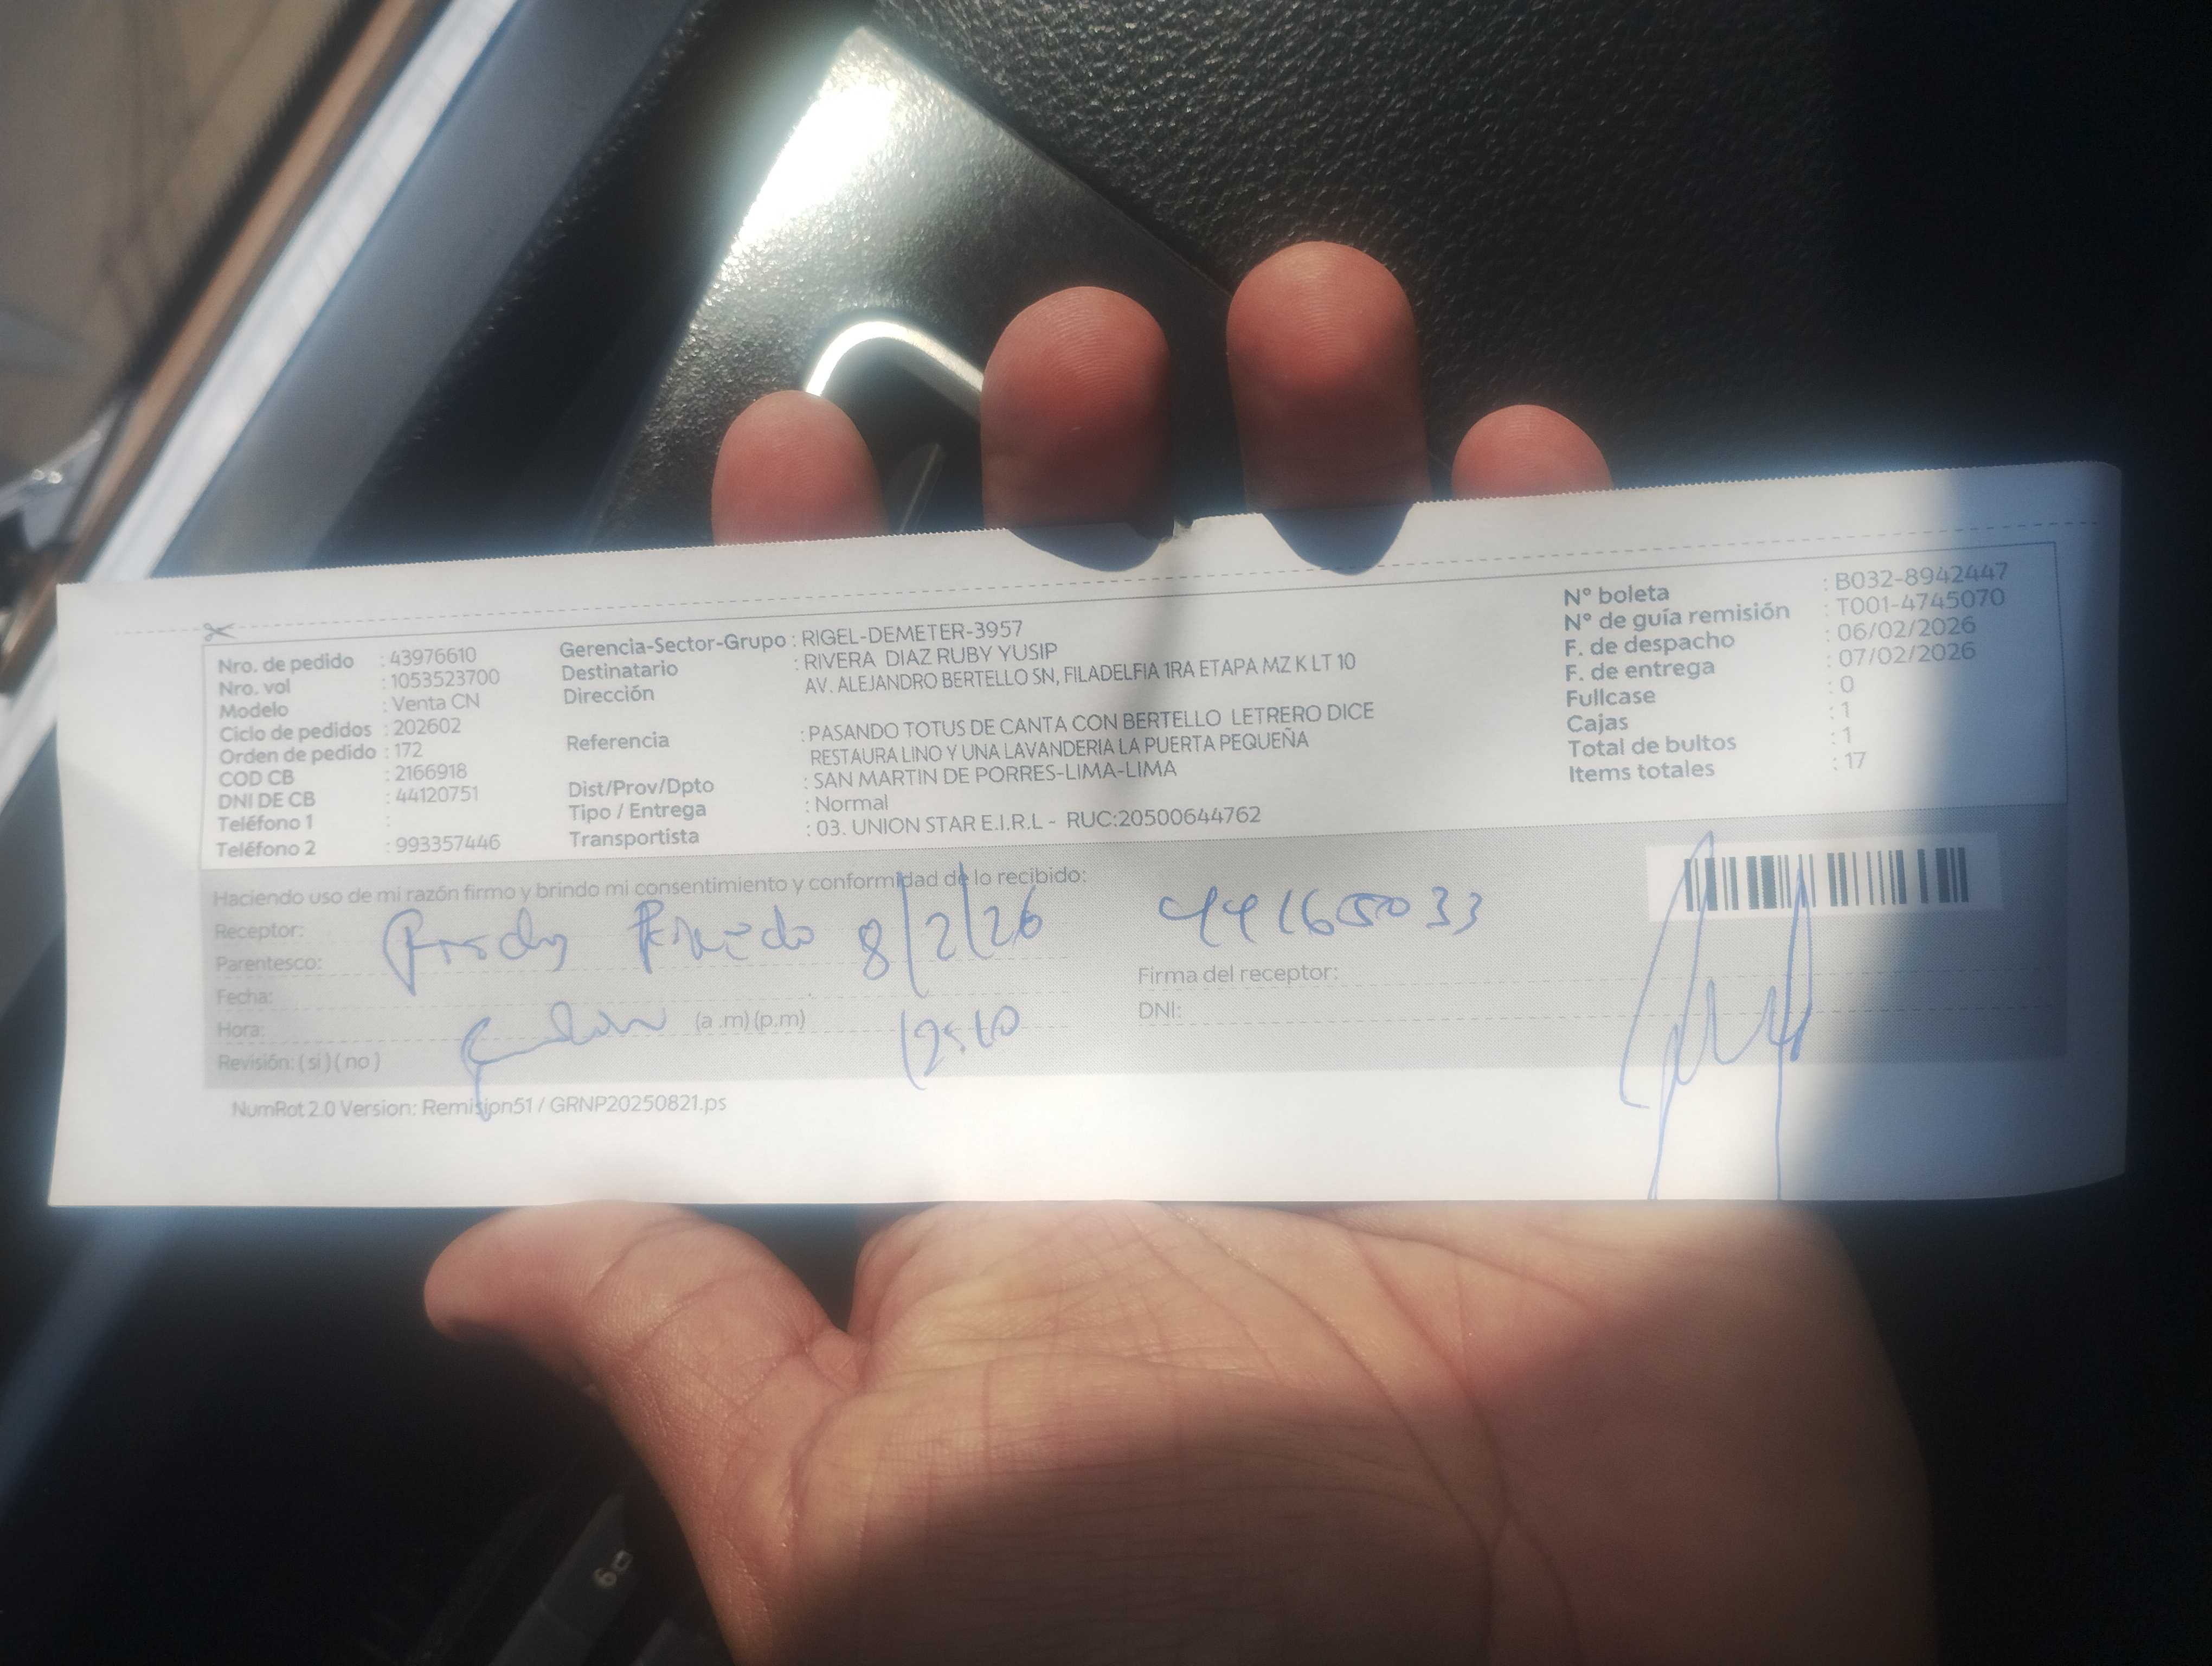 Nro. de pedido : 43976610
Nro. vol : 1053523700
Modelo : Venta CN
Ciclo de pedidos : 202602
Orden de pedido : 172
COD CB : 2166918
DNI DE CB : 44120751
Teléfono 1 :
Teléfono 2 : 993357446
Gerencia-Sector-Grupo : RIGEL-DEMETER-3957
Destinatario : RIVERA DIAZ RUBY YUSIP
Dirección AV. ALEJANDRO BERTELLO SN, FILADELFIA 1RA ETAPA MZ K LT 10
Referencia : PASANDO TOTUS DE CANTA CON BERTELLO LETRERO DICE
RESTAURA LINO Y UNA LAVANDERIA LA PUERTA PEQUEÑA
Dist/Prov/Dpto : SAN MARTIN DE PORRES-LIMA-LIMA
Tipo / Entrega : Normal
Transportista : 03. UNION STAR E.I.R.L - RUC:20500644762
N° boleta : B032-8942447
N° de guía remisión : T001-4745070
F. de despacho : 06/02/2026
F. de entrega : 07/02/2026
Fullcase : 0
Cajas : 1
Total de bultos : 1
Items totales : 17
Haciendo uso de mi razón firmo y brindo mi consentimiento y conformidad de lo recibido:
Receptor:
Parentesco:
8/2/26
Fecha:
Hora: (a .m) (p.m)
Revisión: ( si ) ( no )
Firma del receptor:
DNI:
NumRot 2.0 Version: Remision51 / GRNP20250821.ps